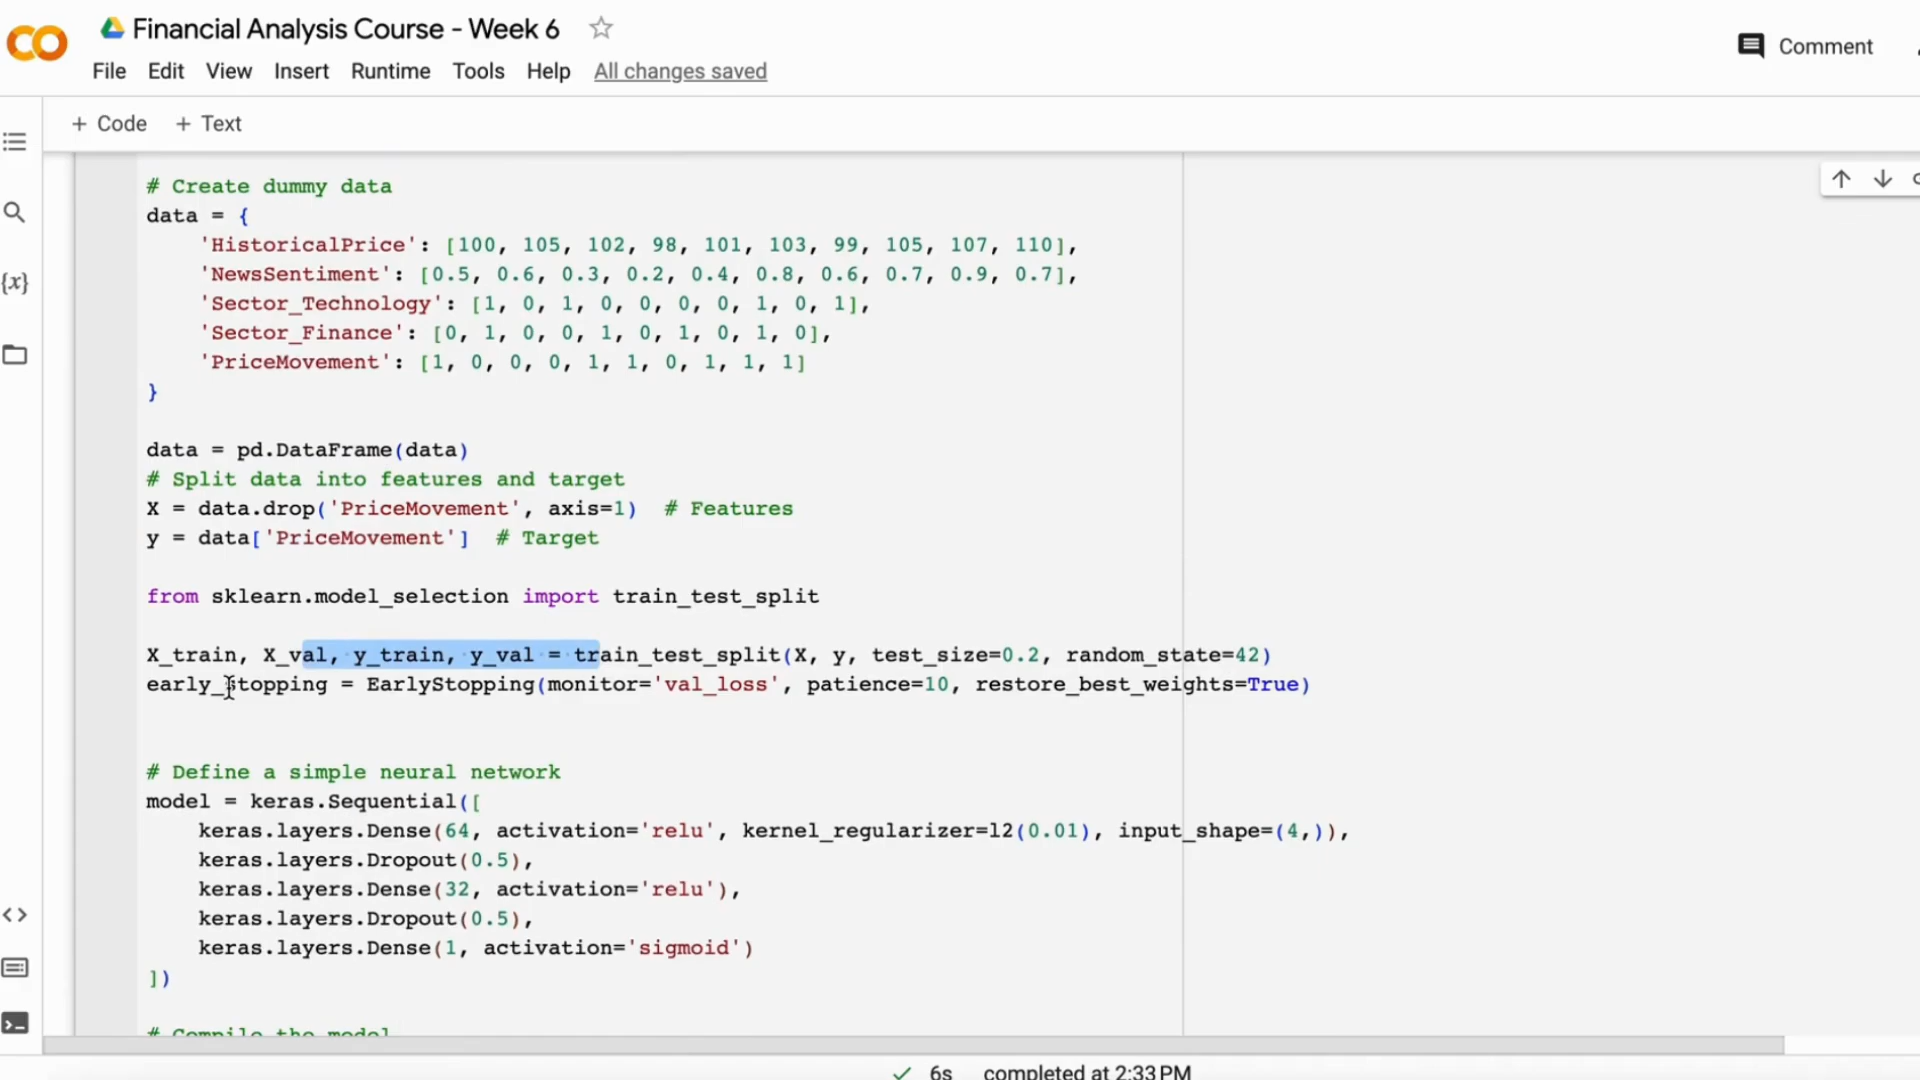 Financial Analysis Course - Week 6
Comment
File Edit View Insert Runtime Tools Help All changes saved
+ Code + Text
# Create dummy data
data = {
'HistoricalPrice': [100, 105, 102, 98, 101, 103, 99, 105, 107, 110],
'NewsSentiment': [0.5, 0.6, 0.3, 0.2, 0.4, 0.8, 0.6, 0.7, 0.9, 0.7],
'Sector_Technology': [1, 0, 1, 0, 0, 0, 0, 1, 0, 1],
'Sector_Finance': [0, 1, 0, 0, 1, 0, 1, 0, 1, 0],
'PriceMovement': [1, 0, 0, 0, 1, 1, 0, 1, 1, 1]
}
data = pd.DataFrame(data)
# Split data into features and target
X = data.drop('PriceMovement', axis=1) # Features
y = data['PriceMovement'] # Target
from sklearn.model_selection import train_test_split
X_train, X_val, y_train, y_val = train_test_split(X, y, test_size=0.2, random_state=42)
early_stopping = EarlyStopping(monitor='val_loss', patience=10, restore_best_weights=True)
# Define a simple neural network
model = keras.Sequential([
keras.layers.Dense(64, activation='relu', kernel_regularizer=l2(0.01), input_shape=(4,)),
keras.layers.Dropout(0.5),
keras.layers.Dense(32, activation='relu'),
keras.layers.Dropout(0.5),
keras.layers.Dense(1, activation='sigmoid')
])
# Compile the model
6s completed at 2:33 PM